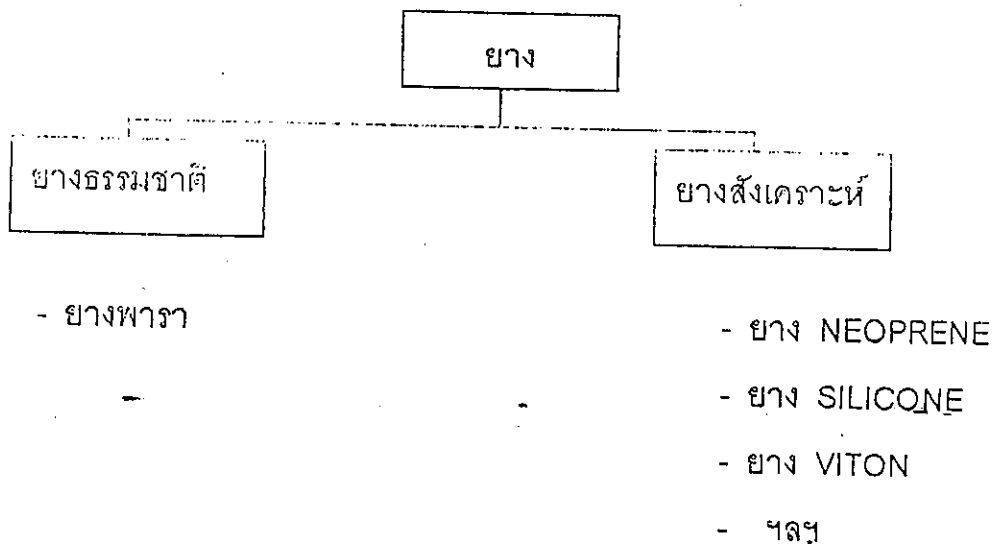 ยาง
ยางธรรมชาติ
ยางสังเคราะห์
- ยางพารา
- ยาง NEOPRENE
- ยาง SILICONE
- ยาง VITON
- ฯลฯ